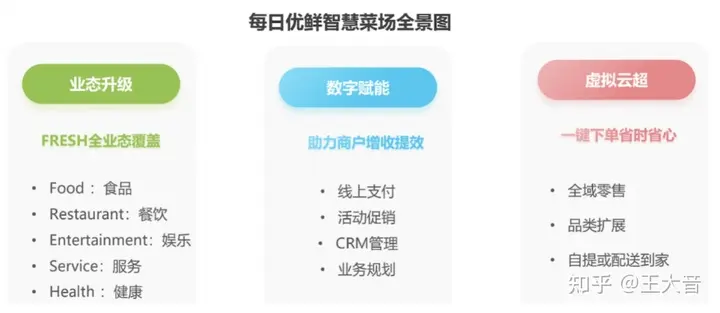 每日优鲜智慧菜场全景图
业态升级
FRESH全业态覆盖
• Food ：食品
• Restaurant：餐饮
• Entertainment：娱乐
• Service：服务
• Health ：健康
数字赋能
助力商户增收提效
• 线上支付
• 活动促销
• CRM管理
• 业务规划
虚拟云超
一键下单省时省心
• 全域零售
• 品类扩展
• 自提或配送到家
知乎 @王大音